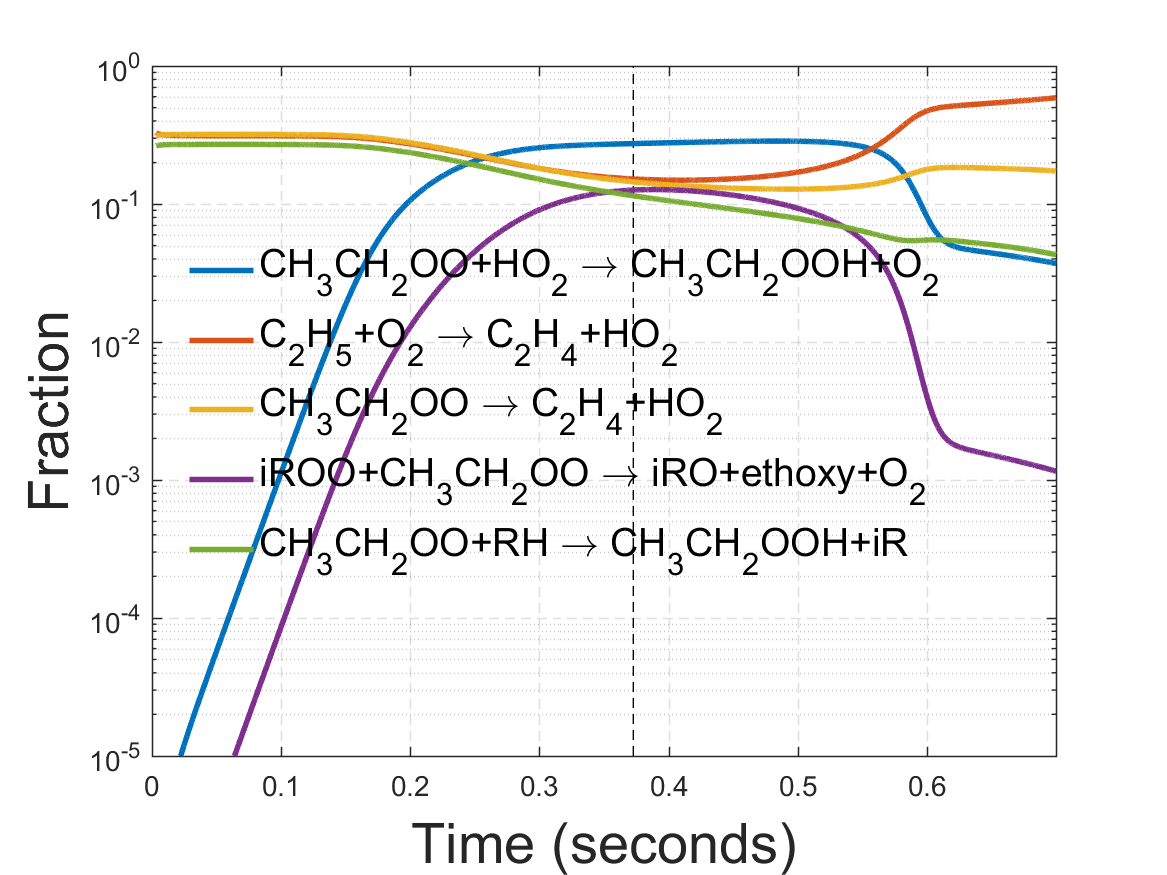 10⁰
10⁻¹
10⁻²
10⁻³
10⁻⁴
10⁻⁵
Fraction
CH₃CH₂OO+HO₂ → CH₃CH₂OOH+O₂
C₂H₅+O₂ → C₂H₄+HO₂
CH₃CH₂OO → C₂H₄+HO₂
iROO+CH₃CH₂OO → iRO+ethoxy+O₂
CH₃CH₂OO+RH → CH₃CH₂OOH+iR
0 0.1 0.2 0.3 0.4 0.5 0.6
Time (seconds)